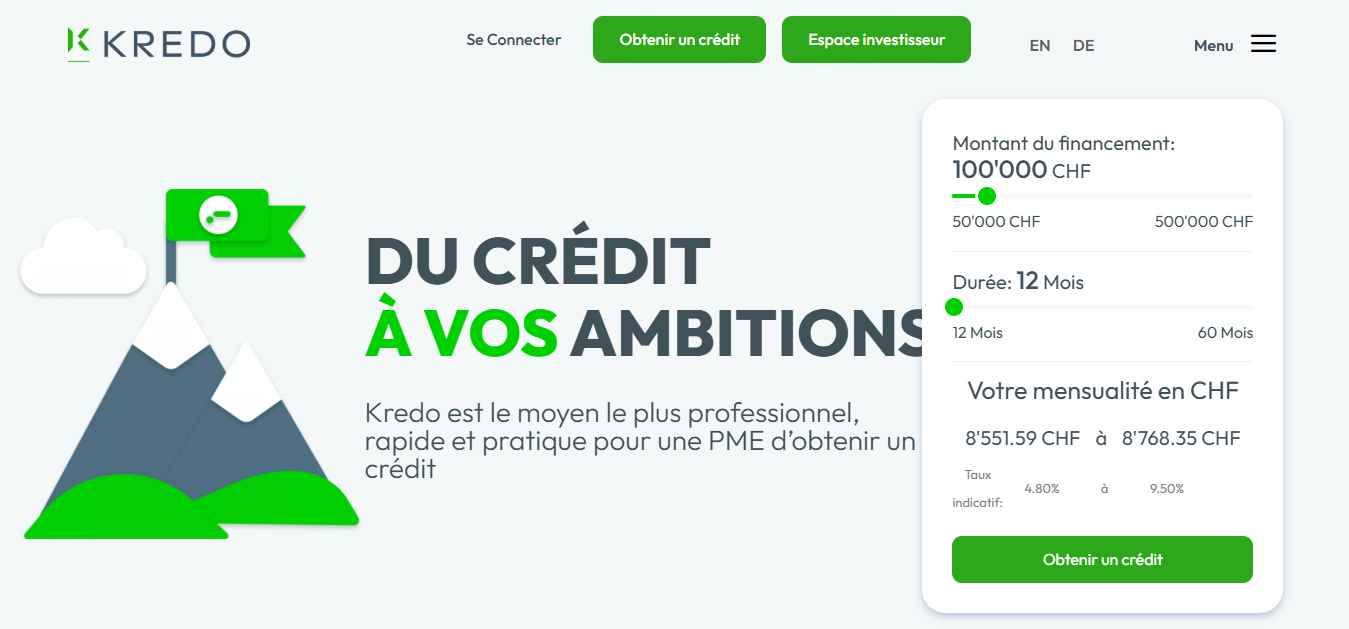 KREDO
Se Connecter
Obtenir un crédit
Espace investisseur
EN DE
Menu
DU CRÉDIT
À VOS AMBITIONS
Kredo est le moyen le plus professionnel,
rapide et pratique pour une PME d’obtenir un
crédit
Montant du financement:
100'000 CHF
50'000 CHF 500'000 CHF
Durée: 12 Mois
12 Mois 60 Mois
Votre mensualité en CHF
8'551.59 CHF à 8'768.35 CHF
Taux
indicatif: 4.80% à 9.50%
Obtenir un crédit